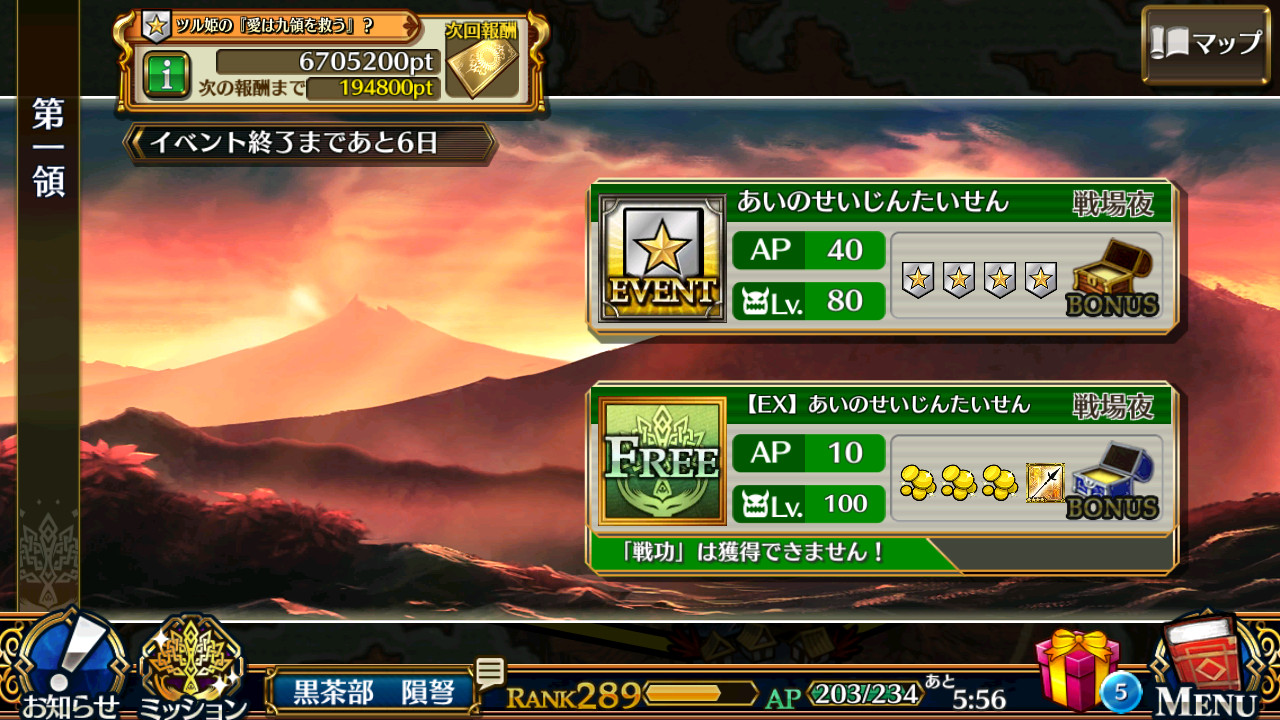 ツル姫の『愛は九領を救う』?
次回報酬
6705200pt
次の報酬まで 194800pt
マップ
イベント終了まであと6日
第一領
あいのせいじんたいせん 戦場夜
EVENT
AP 40
Lv. 80
BONUS
【EX】あいのせいじんたいせん 戦場夜
FREE
AP 10
Lv. 100
BONUS
「戦功」は獲得できません!
お知らせ
ミッション
黒茶部 隕弩
RANK289
AP 203/234 あと5:56
5
MENU